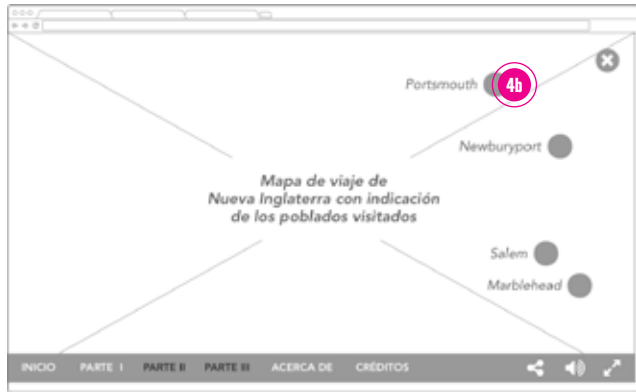 Portsmouth 4b
Newburyport
Mapa de viaje de
Nueva Inglaterra con indicación
de los poblados visitados
Salem
Marblehead
INICIO PARTE I PARTE II PARTE III ACERCA DE CRÉDITOS